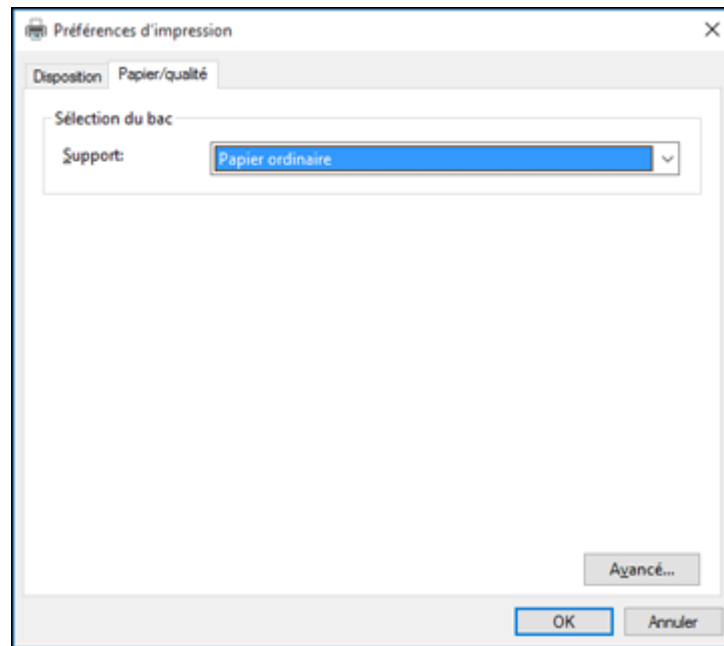 Préférences d'impression
Disposition Papier/qualité
Sélection du bac
Support: Papier ordinaire
Avancé...
OK Annuler